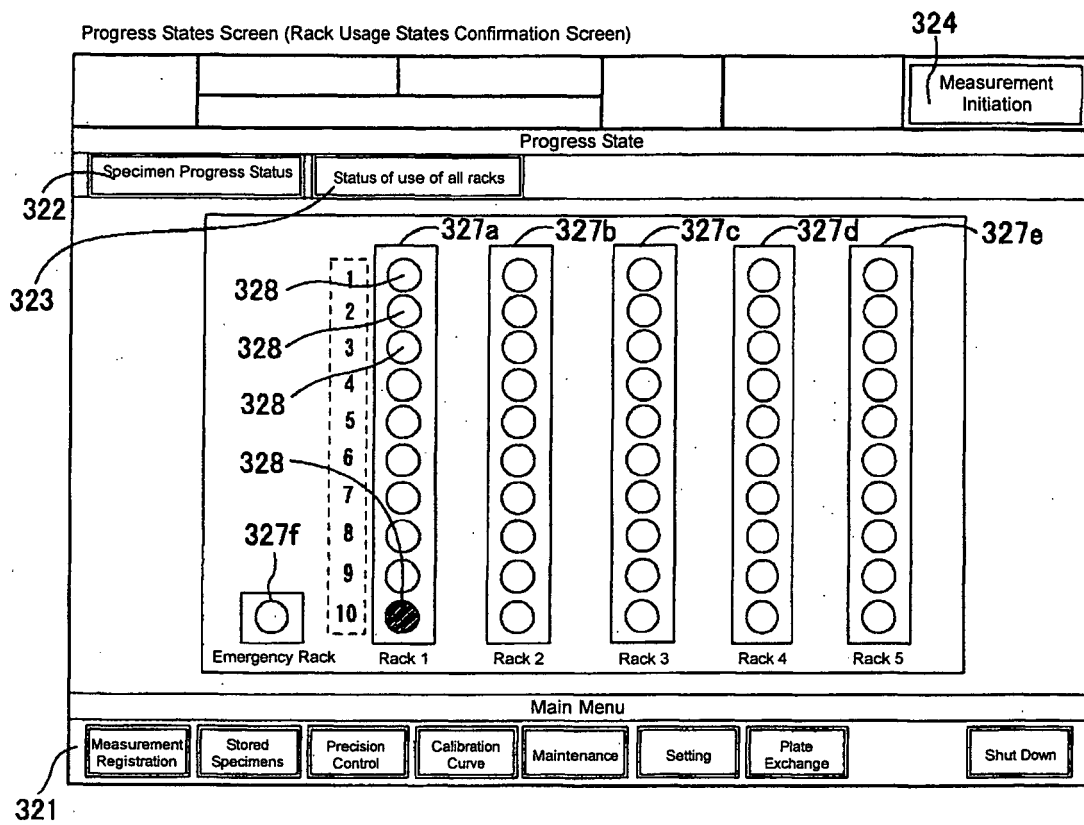 Progress States Screen (Rack Usage States Confirmation Screen)
324
Measurement
Initiation
Progress State
Specimen Progress Status
Status of use of all racks
322
323
327a
327b
327c
327d
327e
1
328
2
3
328
4
328
5
6
328
7
8
327f
9
10
Emergency Rack
Rack 1
Rack 2
Rack 3
Rack 4
Rack 5
Main Menu
Measurement
Registration
Stored
Specimens
Precision
Control
Calibration
Curve
Maintenance
Setting
Plate
Exchange
Shut Down
321